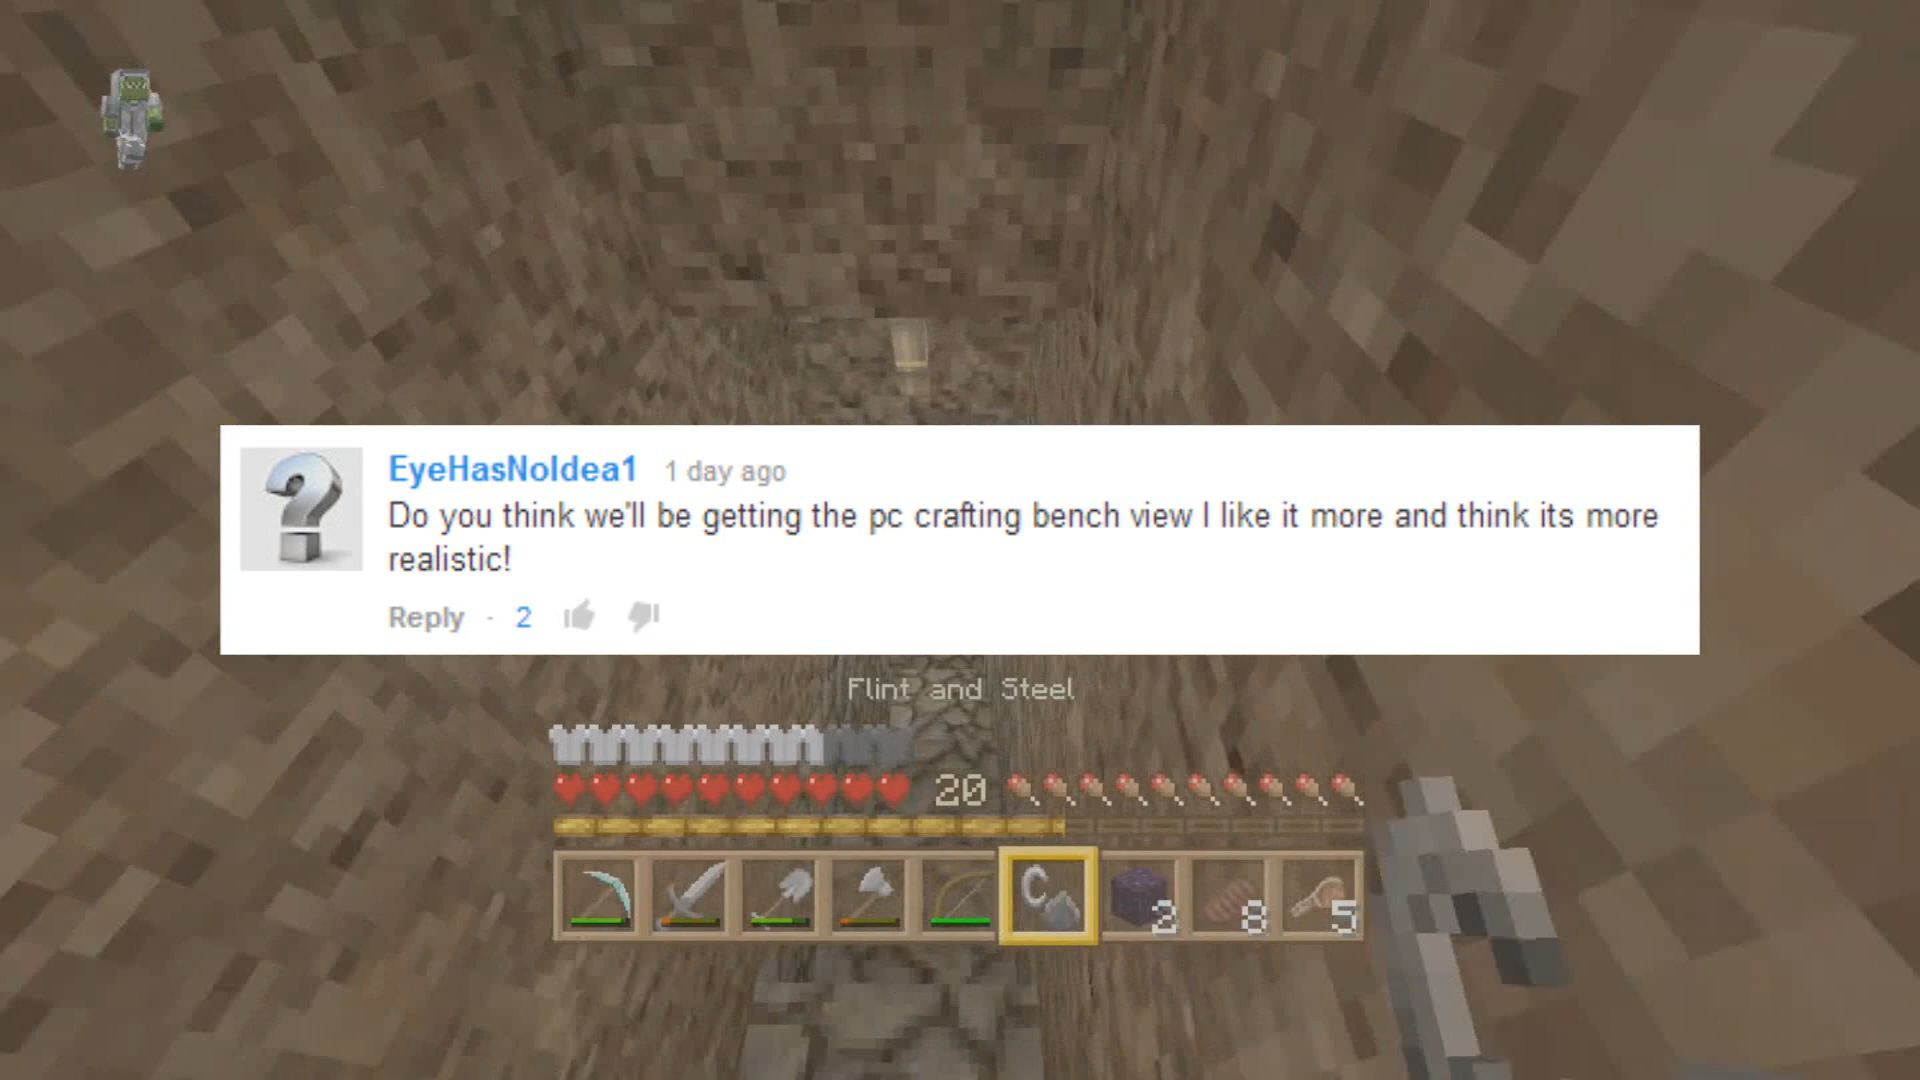 EyeHasNoIdea1 1 day ago
Do you think we'll be getting the pc crafting bench view I like it more and think its more
realistic!
Reply · 2
Flint and Steel
20
2 8 5